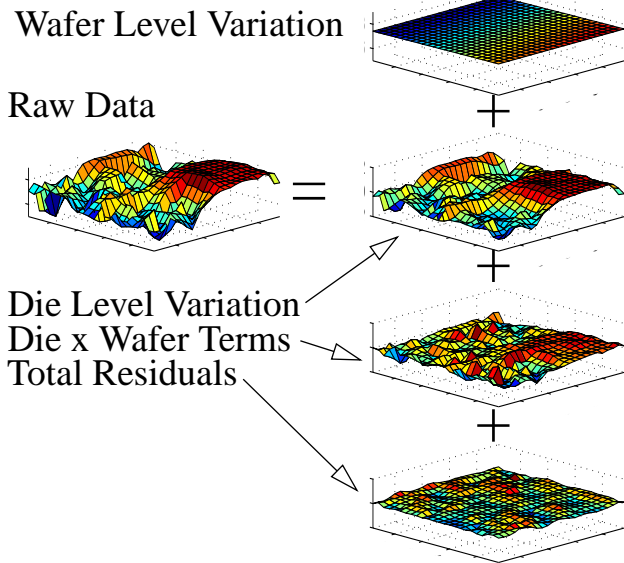 Wafer Level Variation
+
Raw Data
=
+
Die Level Variation
Die x Wafer Terms
Total Residuals
+